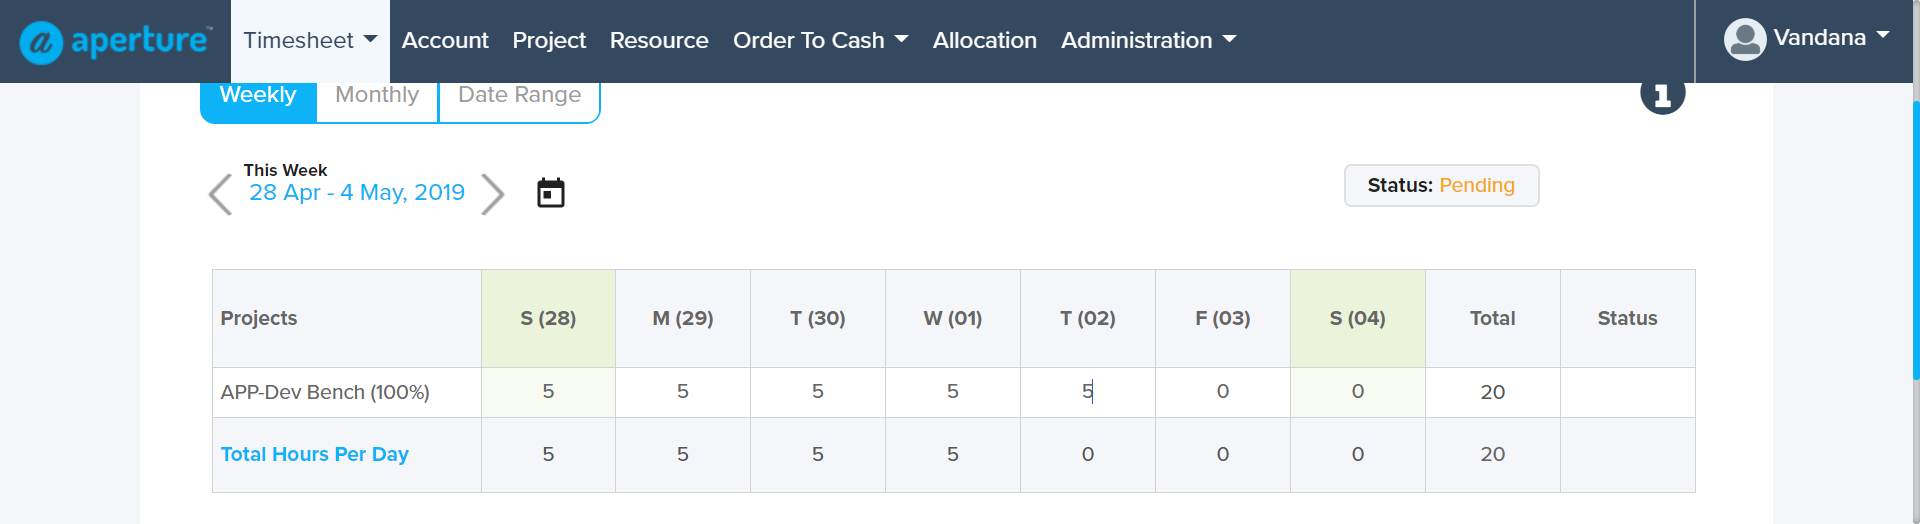 aperture™ Timesheet Account Project Resource Order To Cash Allocation Administration Vandana
Weekly Monthly Date Range
This Week
28 Apr - 4 May, 2019
Status: Pending
Projects S (28) M (29) T (30) W (01) T (02) F (03) S (04) Total Status
APP-Dev Bench (100%) 5 5 5 5 5 0 0 20
Total Hours Per Day 5 5 5 5 0 0 0 20